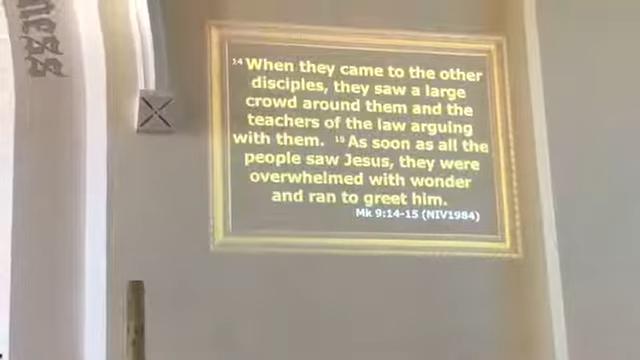 ness
14 When they came to the other
disciples, they saw a large
crowd around them and the
teachers of the law arguing
with them. 15 As soon as all the
people saw Jesus, they were
overwhelmed with wonder
and ran to greet him.
Mk 9:14-15 (NIV1984)